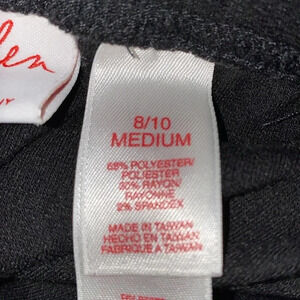 8/10
MEDIUM
68% POLYESTER/
POLIESTER
30% RAYON/
RAYONNE
2% SPANDEX
MADE IN TAIWAN
HECHO EN TAIWAN
FABRIQUE A TAIWAN